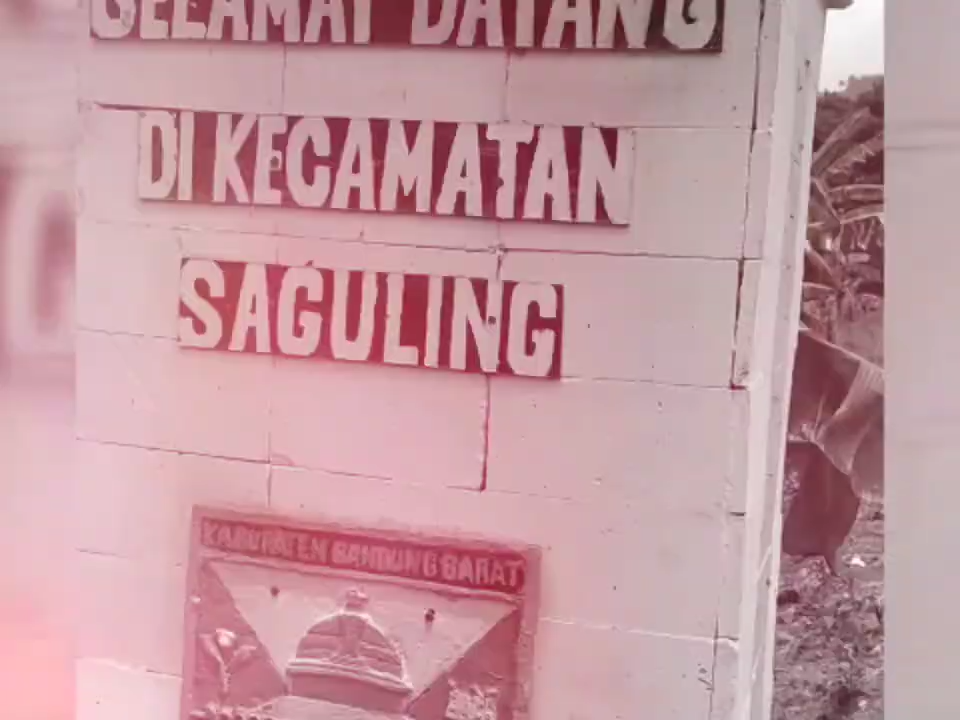 SELAMAT DATANG
DI KECAMATAN
SAGULING
KABUPATEN BANDUNG BARAT